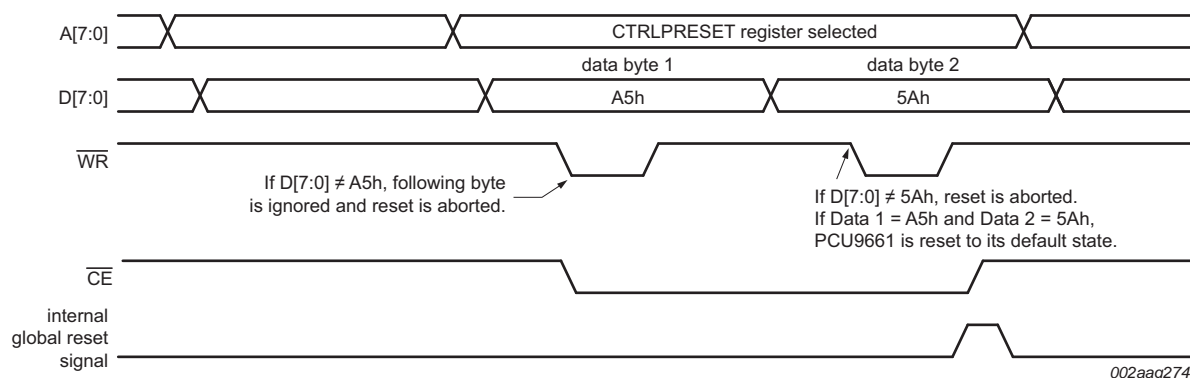 A[7:0]
CTRLPRESET register selected
data byte 1
data byte 2
D[7:0]
A5h
5Ah
WR
If D[7:0] ≠ A5h, following byte
is ignored and reset is aborted.
If D[7:0] ≠ 5Ah, reset is aborted.
If Data 1 = A5h and Data 2 = 5Ah,
PCU9661 is reset to its default state.
CE
internal
global reset
signal
002aag274